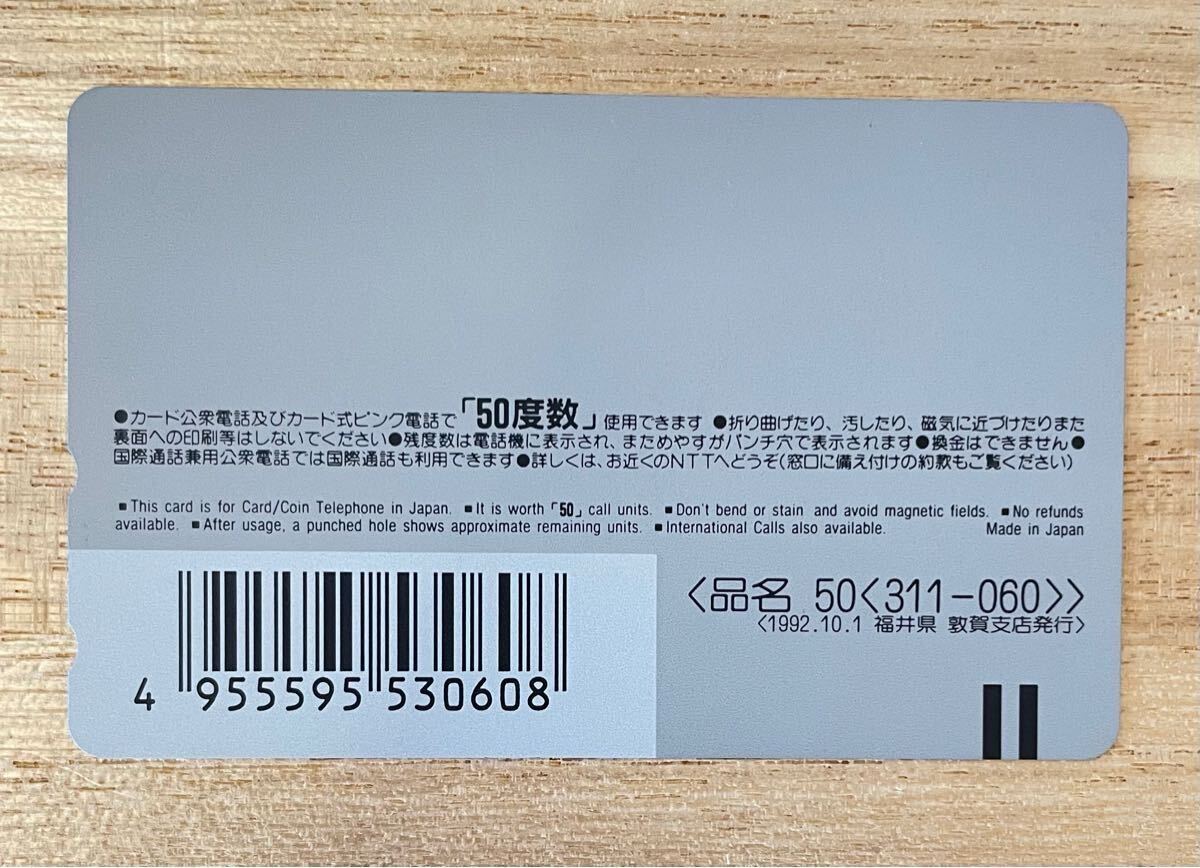 ●カード公衆電話及びカード式ピンク電話で「50度数」使用できます ●折り曲げたり、汚したり、磁気に近づけたりまた
裏面への印刷等はしないでください●残度数は電話機に表示され、まためやすがパンチ穴で表示されます●換金はできません●
国際通話兼用公衆電話では国際通話も利用できます●詳しくは、お近くのNTTへどうぞ(窓口に備え付けの約款もご覧ください)
■This card is for Card/Coin Telephone in Japan. ■It is worth「50」call units. ■Don't bend or stain and avoid magnetic fields. ■No refunds
available. ■After usage, a punched hole shows approximate remaining units. ■International Calls also available. Made in Japan
〈品名 50〈311-060〉〉
〈1992.10.1 福井県 敦賀支店発行〉
4 955595 530608